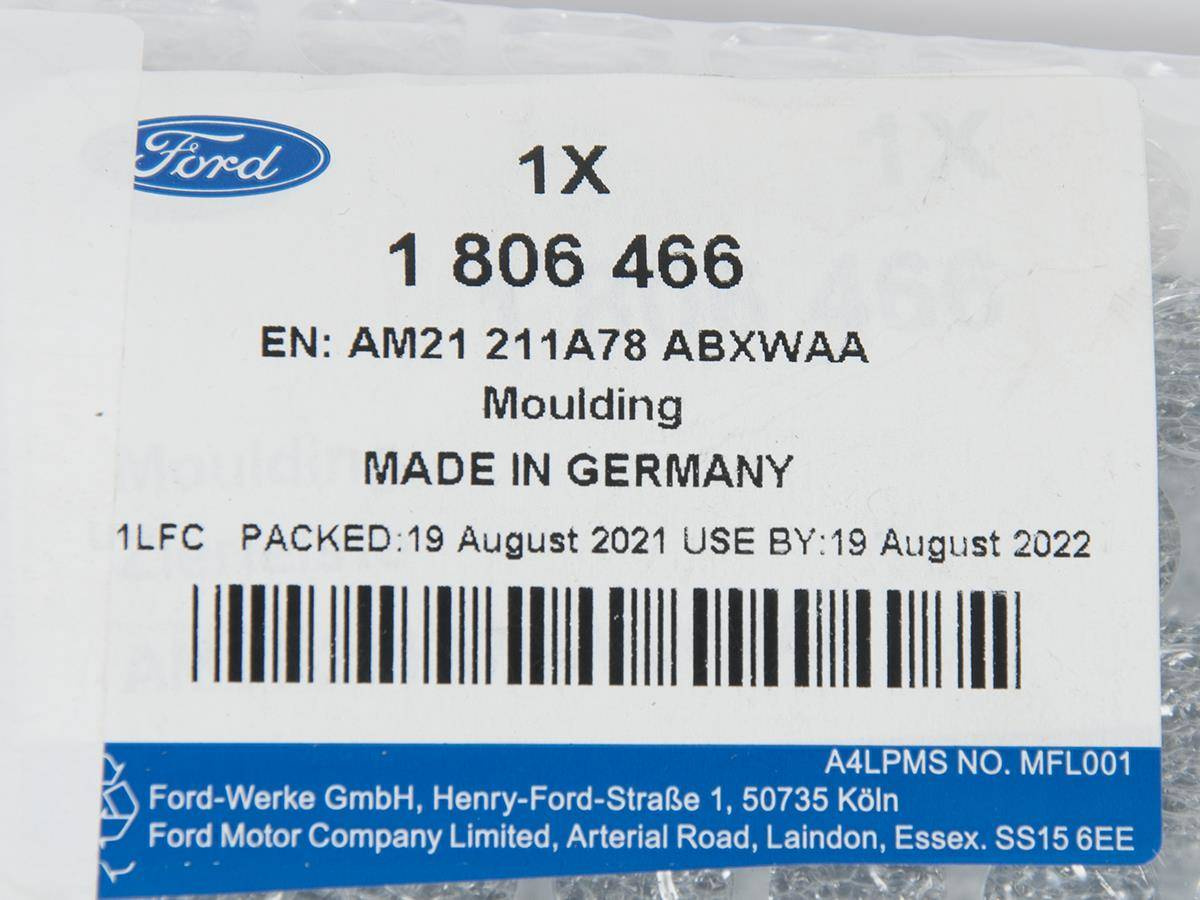 Ford
1X
1 806 466
EN: AM21 211A78 ABXWAA
Moulding
MADE IN GERMANY
1LFC PACKED:19 August 2021 USE BY:19 August 2022
A4LPMS NO. MFL001
Ford-Werke GmbH, Henry-Ford-Straße 1, 50735 Köln
Ford Motor Company Limited, Arterial Road, Laindon, Essex. SS15 6EE